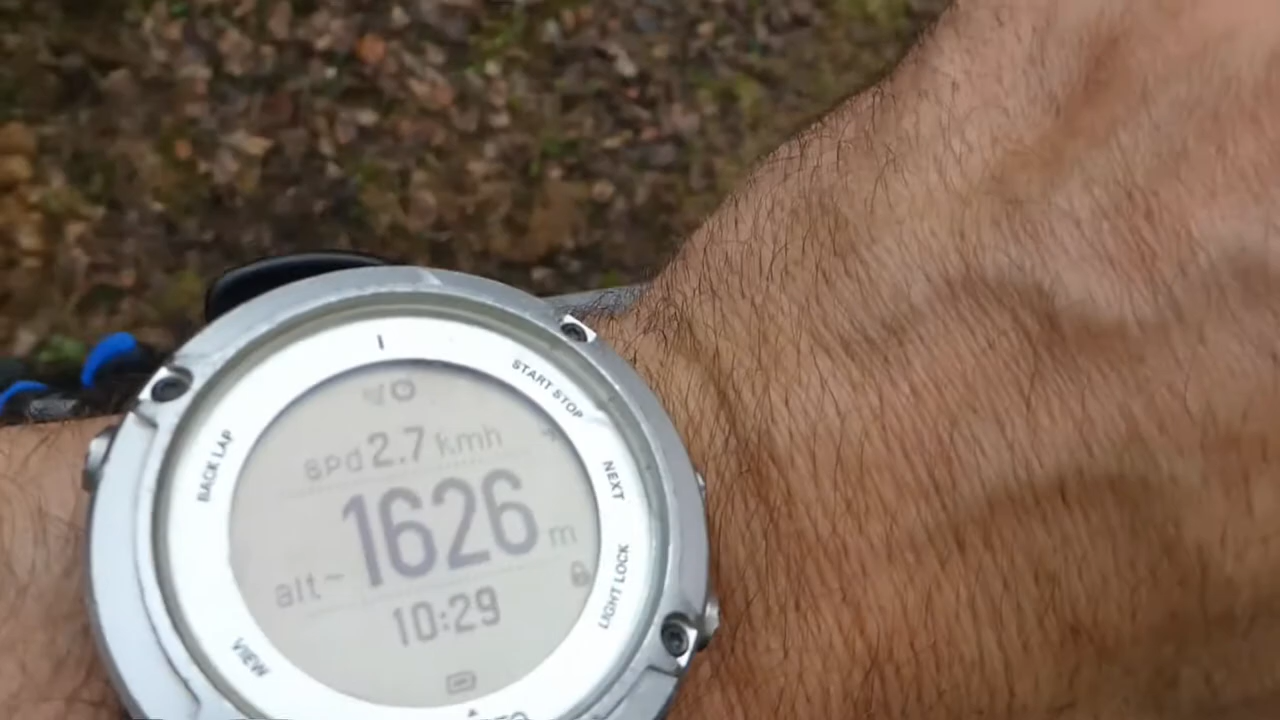 START STOP
BACK LAP
NEXT
LIGHT LOCK
VIEW
spd 2.7 kmh
1626 m
alt~
10:29